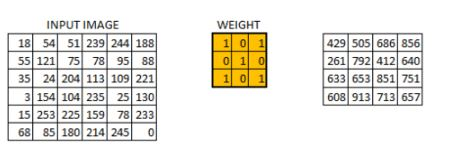 INPUT IMAGE WEIGHT
18 54 51 239 244 188 1 0 1 429 505 686 856
55 121 75 78 95 88 0 1 0 261 792 412 640
35 24 204 113 109 221 1 0 1 633 653 851 751
3 154 104 235 25 130 608 913 713 657
15 253 225 159 78 233
68 85 180 214 245 0